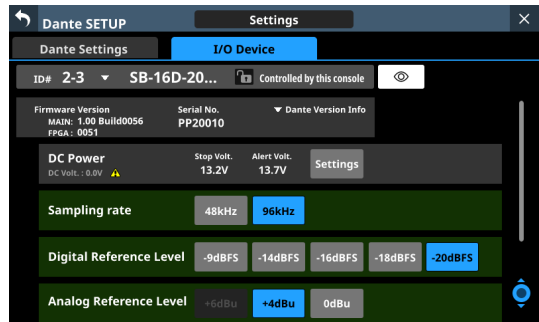 Settings
Dante SETUP
Dante Settings
I/O Device
ID# 2-3 ▼ SB-16D-20... Controlled by this console
Firmware Version
MAIN: 1.00 Build0056
FPGA : 0051
Serial No.
PP20010
▼ Dante Version Info
DC Power
DC Volt. : 0.0V
Stop Volt.
13.2V
Alert Volt.
13.7V
Settings
Sampling rate
48kHz
96kHz
Digital Reference Level
-9dBFS
-14dBFS
-16dBFS
-18dBFS
-20dBFS
Analog Reference Level
+6dBu
+4dBu
0dBu